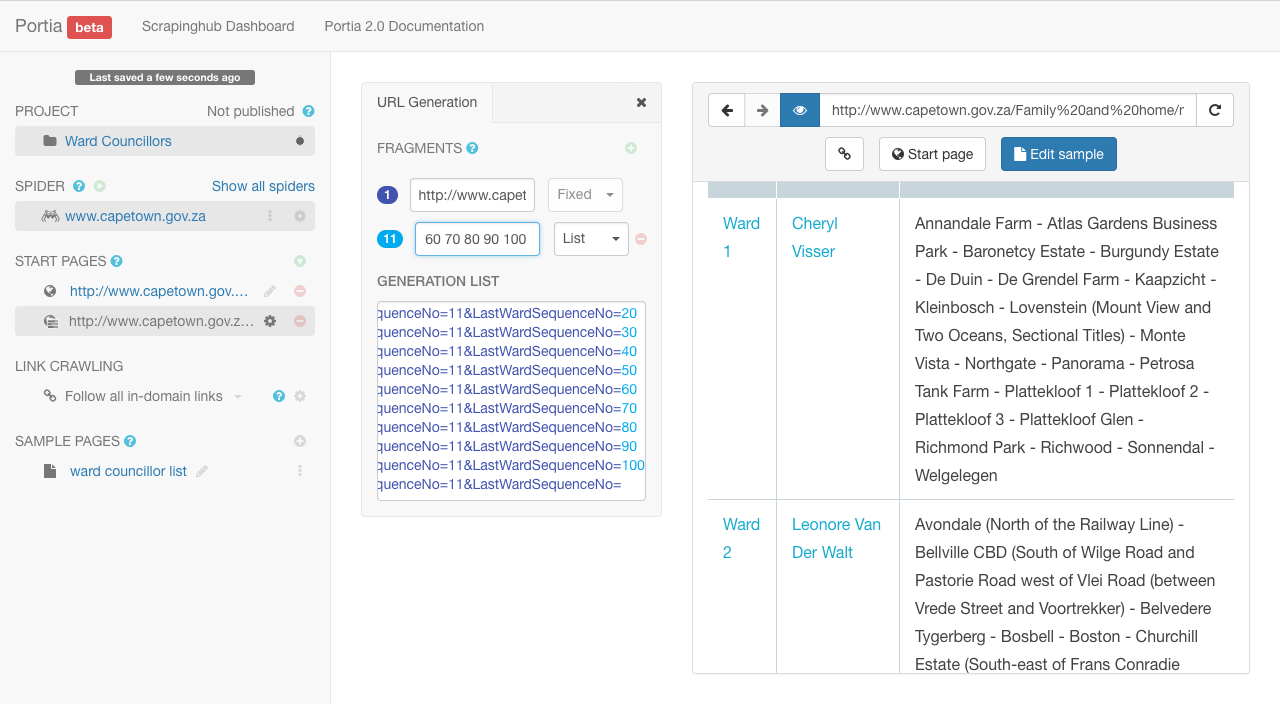 Portia beta Scrapinghub Dashboard Portia 2.0 Documentation
Last saved a few seconds ago
PROJECT Not published ?
Ward Councillors
SPIDER ? Show all spiders
www.capetown.gov.za
START PAGES ?
http://www.capetown.gov.…
http://www.capetown.gov.z…
LINK CRAWLING
Follow all in-domain links ?
SAMPLE PAGES ?
ward councillor list
URL Generation
FRAGMENTS ?
1 http://www.capet Fixed
11 60 70 80 90 100 List
GENERATION LIST
quenceNo=11&LastWardSequenceNo=20
quenceNo=11&LastWardSequenceNo=30
quenceNo=11&LastWardSequenceNo=40
quenceNo=11&LastWardSequenceNo=50
quenceNo=11&LastWardSequenceNo=60
quenceNo=11&LastWardSequenceNo=70
quenceNo=11&LastWardSequenceNo=80
quenceNo=11&LastWardSequenceNo=90
quenceNo=11&LastWardSequenceNo=100
quenceNo=11&LastWardSequenceNo=
http://www.capetown.gov.za/Family%20and%20home/
Start page Edit sample
Ward
1
Cheryl
Visser
Annandale Farm - Atlas Gardens Business
Park - Baronetcy Estate - Burgundy Estate
- De Duin - De Grendel Farm - Kaapzicht -
Kleinbosch - Lovenstein (Mount View and
Two Oceans, Sectional Titles) - Monte
Vista - Northgate - Panorama - Petrosa
Tank Farm - Plattekloof 1 - Plattekloof 2 -
Plattekloof 3 - Plattekloof Glen -
Richmond Park - Richwood - Sonnendal -
Welgelegen
Ward
2
Leonore Van
Der Walt
Avondale (North of the Railway Line) -
Bellville CBD (South of Wilge Road and
Pastorie Road west of Vlei Road (between
Vrede Street and Voortrekker) - Belvedere
Tygerberg - Bosbell - Boston - Churchill
Estate (South-east of Frans Conradie